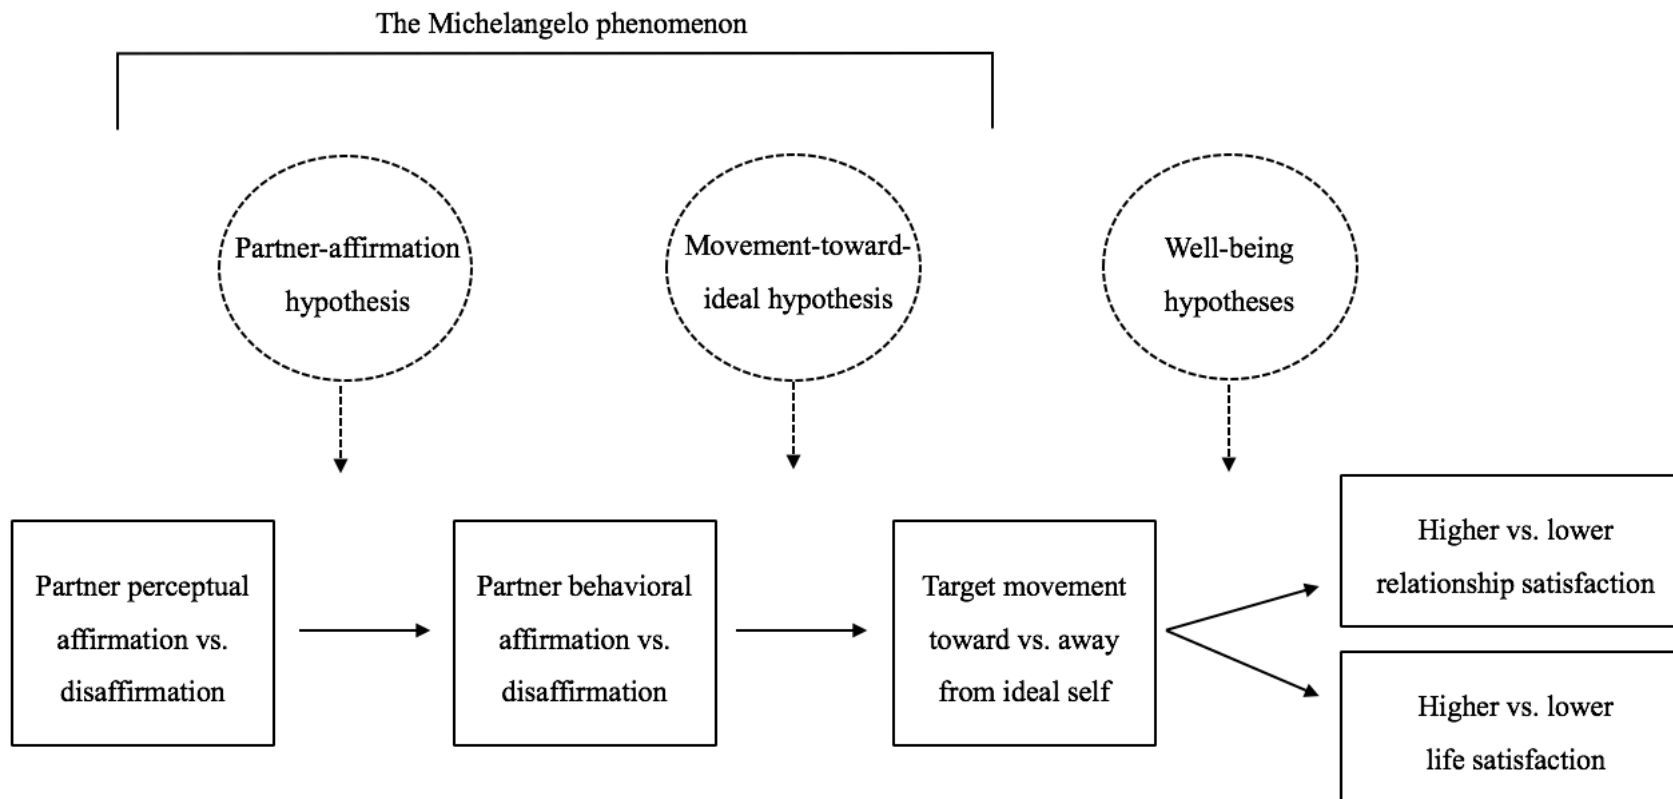 The Michelangelo phenomenon
Partner-affirmation
hypothesis
Movement-toward-
ideal hypothesis
Well-being
hypotheses
Partner perceptual
affirmation vs.
disaffirmation
Partner behavioral
affirmation vs.
disaffirmation
Target movement
toward vs. away
from ideal self
Higher vs. lower
relationship satisfaction
Higher vs. lower
life satisfaction